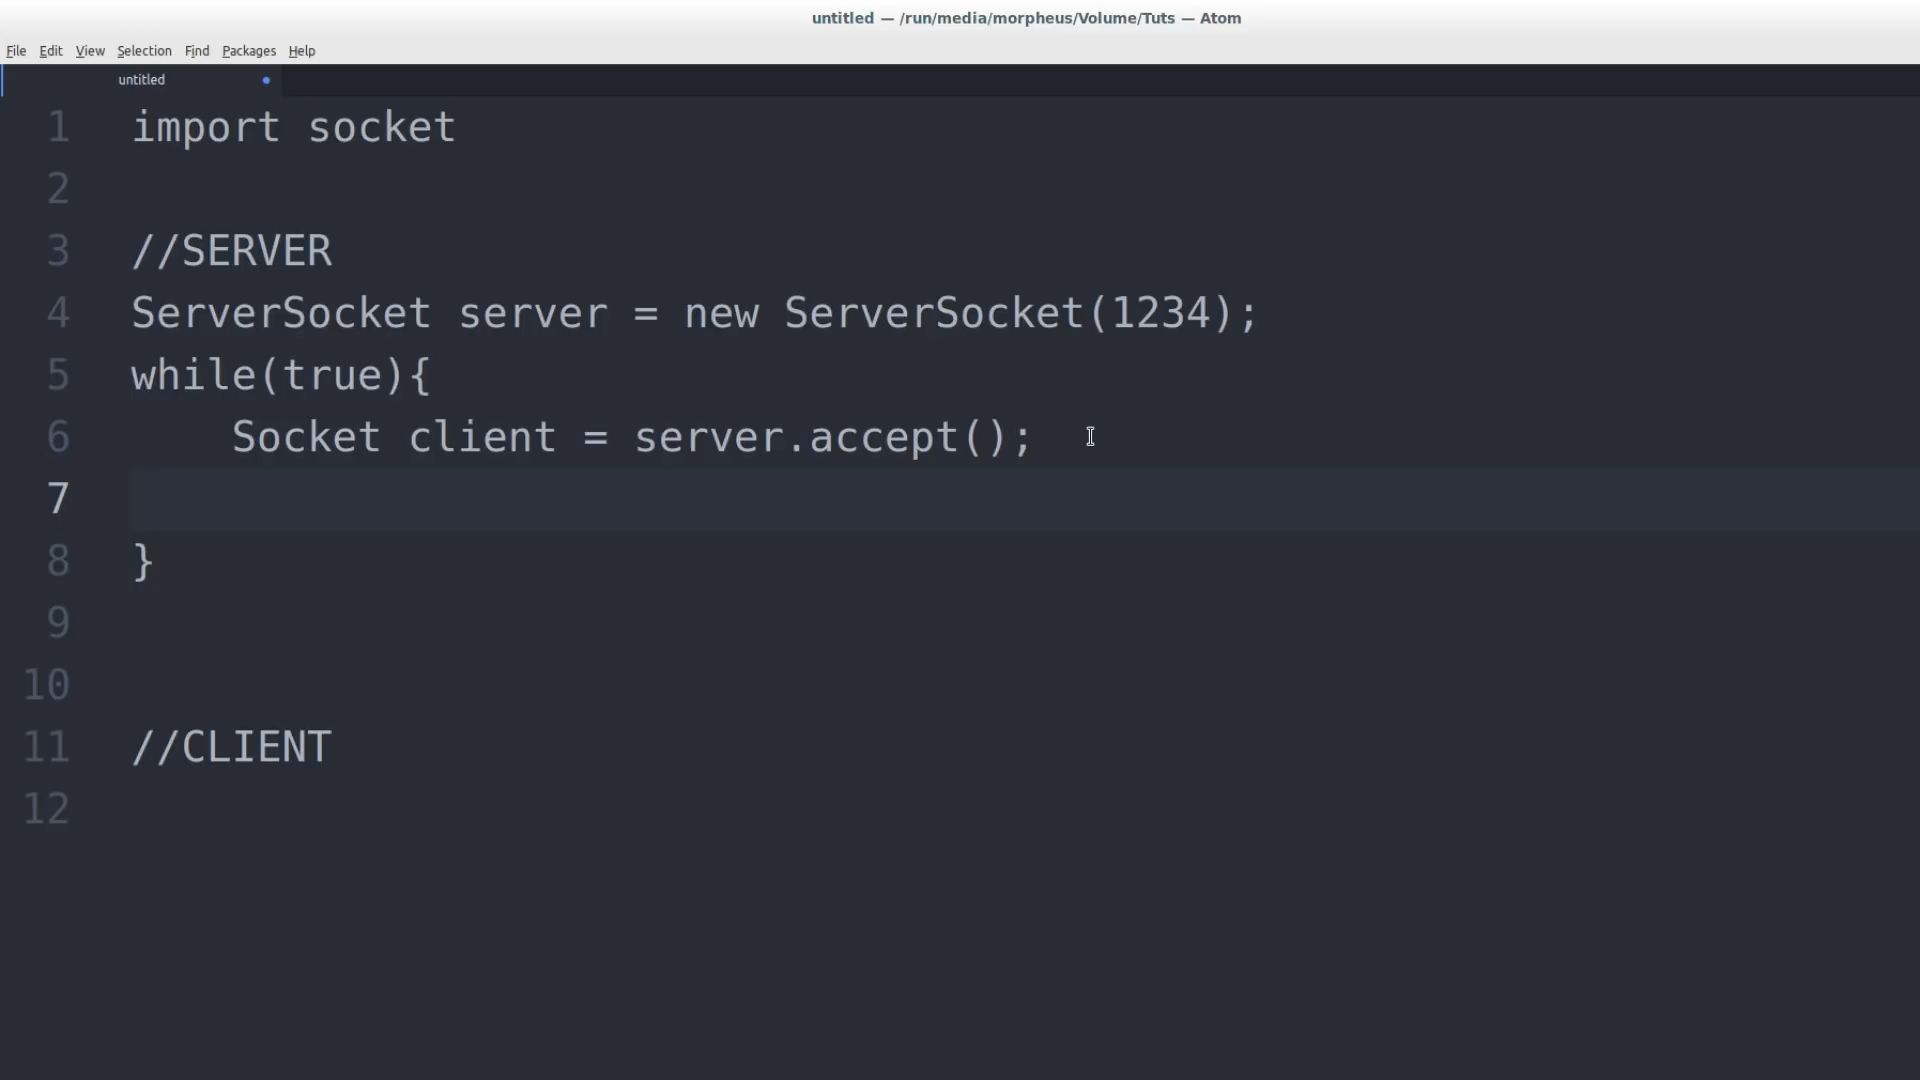 untitled — /run/media/morpheus/Volume/Tuts — Atom
File Edit View Selection Find Packages Help
untitled
1 import socket
2
3 //SERVER
4 ServerSocket server = new ServerSocket(1234);
5 while(true){
6     Socket client = server.accept();
7
8 }
9
10
11 //CLIENT
12